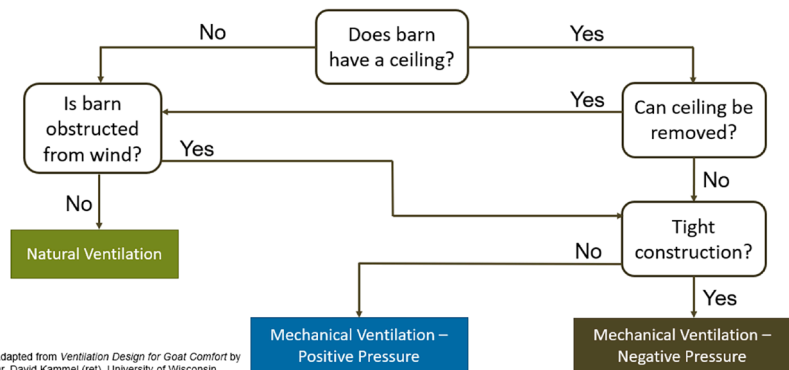 Does barn
have a ceiling?
No
Yes
Is barn
obstructed
from wind?
Yes
Can ceiling be
removed?
Yes
No
No
Natural Ventilation
Tight
construction?
No
Yes
Mechanical Ventilation –
Positive Pressure
Mechanical Ventilation –
Negative Pressure
dapted from Ventilation Design for Goat Comfort by
David Kammel (ret), University of Wisconsin